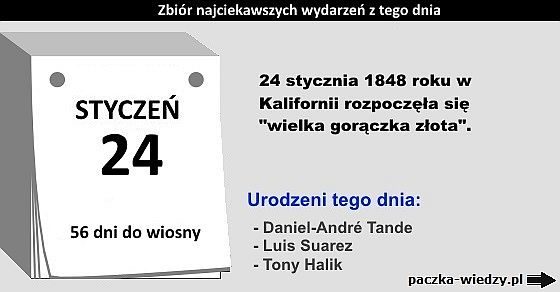 Zbiór najciekawszych wydarzeń z tego dnia
STYCZEŃ
24
56 dni do wiosny
24 stycznia 1848 roku w
Kalifornii rozpoczęła się
"wielka gorączka złota".
Urodzeni tego dnia:
- Daniel-André Tande
- Luis Suarez
- Tony Halik
paczka-wiedzy.pl